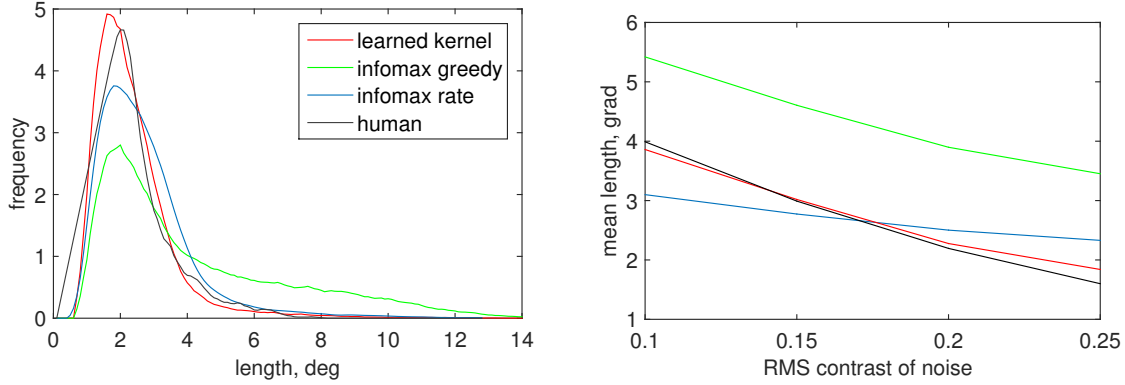 5
4
3
2
1
0
frequency
0 2 4 6 8 10 12 14
length, deg
learned kernel
infomax greedy
infomax rate
human
6
5
4
3
2
1
mean length, grad
0.1 0.15 0.2 0.25
RMS contrast of noise